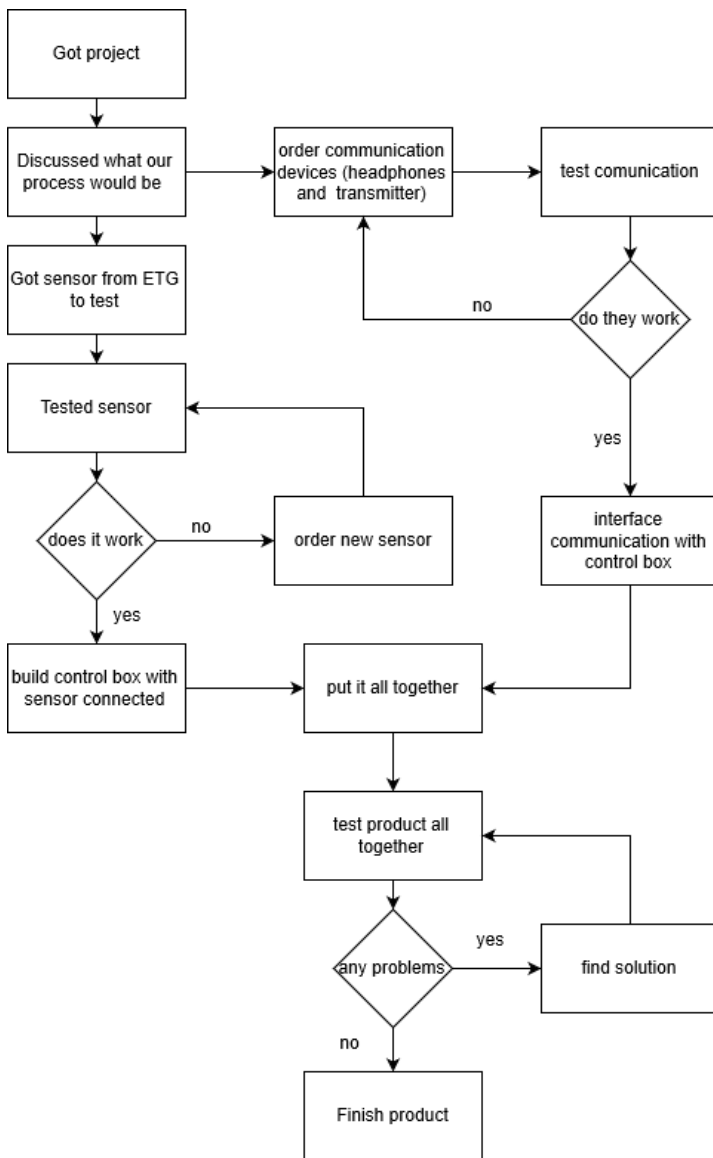 Got project
Discussed what our
process would be
order communication
devices (headphones
and transmitter)
test comunication
Got sensor from ETG
to test
no
do they work
Tested sensor
yes
does it work
no
order new sensor
interface
communication with
control box
yes
build control box with
sensor connected
put it all together
test product all
together
any problems
yes
find solution
no
Finish product